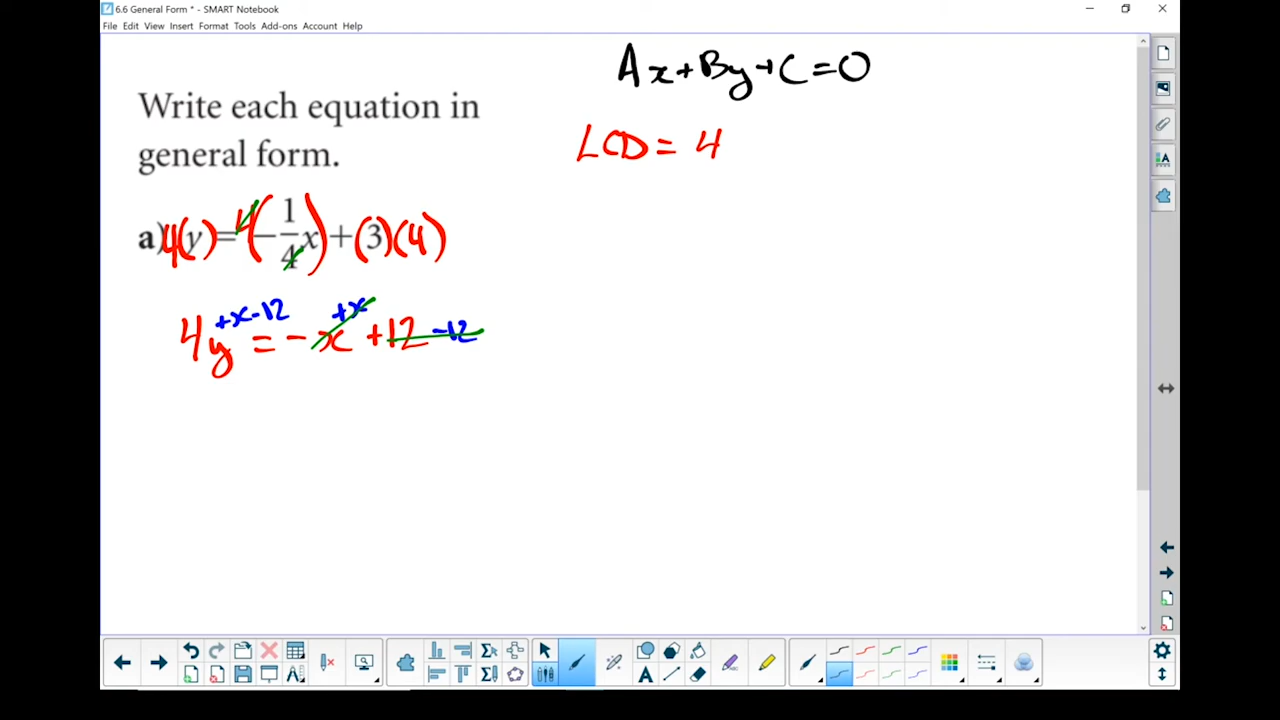 6.6 General Form * - SMART Notebook
File Edit View Insert Format Tools Add-ons Account Help
Ax+By+C=0
Write each equation in
general form.
LCD = 4
a) 4(y) = 4(-1/4x) + (3)(4)
+x-12 +x
4y = -x +12 -12